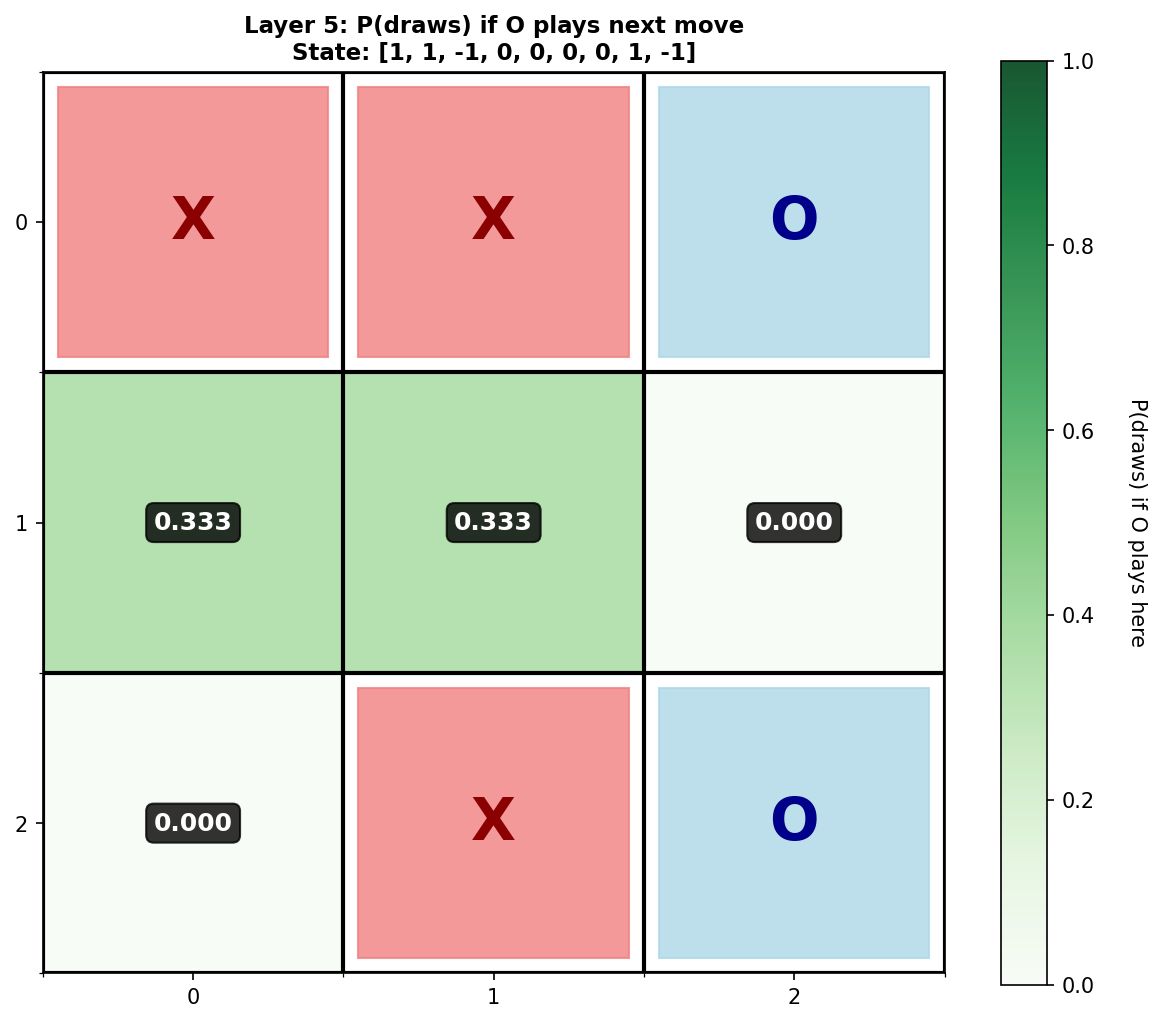 Layer 5: P(draws) if O plays next move
State: [1, 1, -1, 0, 0, 0, 0, 1, -1]
0
X
X
O
1
0.333
0.333
0.000
2
0.000
X
O
0
1
2
1.0
0.8
0.6
0.4
0.2
0.0
P(draws) if O plays here